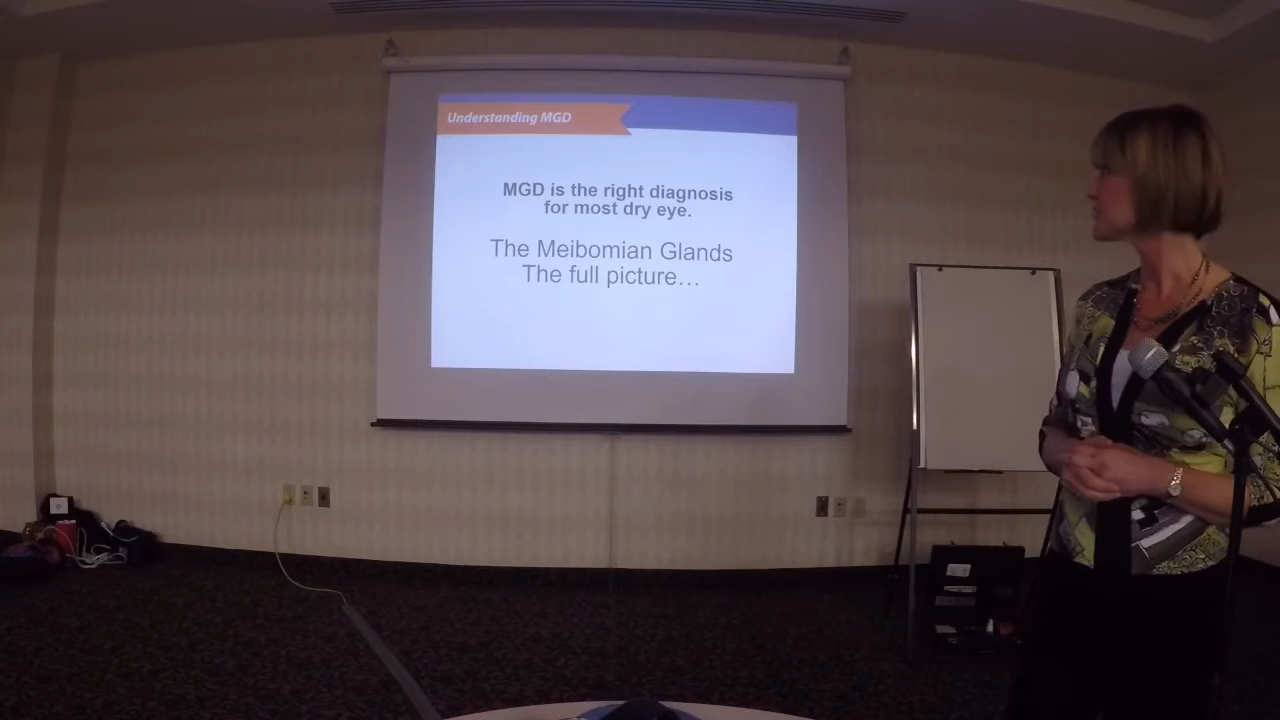 Understanding MGD
MGD is the right diagnosis
for most dry eye.
The Meibomian Glands
The full picture…